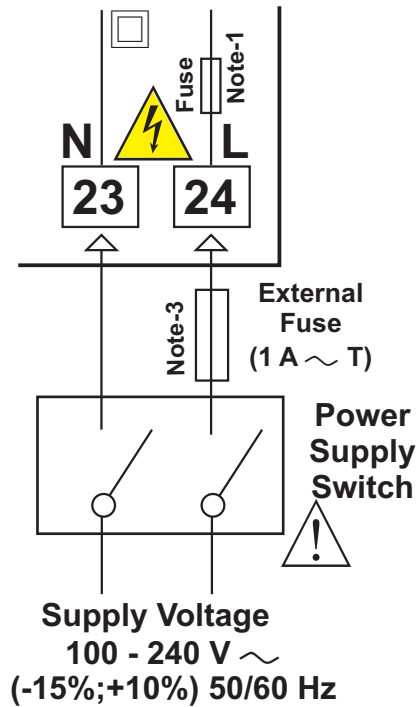 Fuse
Note-1
N
L
23
24
Note-3
External
Fuse
(1 A ~ T)
Power
Supply
Switch
!
Supply Voltage
100 - 240 V ~
(-15%;+10%) 50/60 Hz